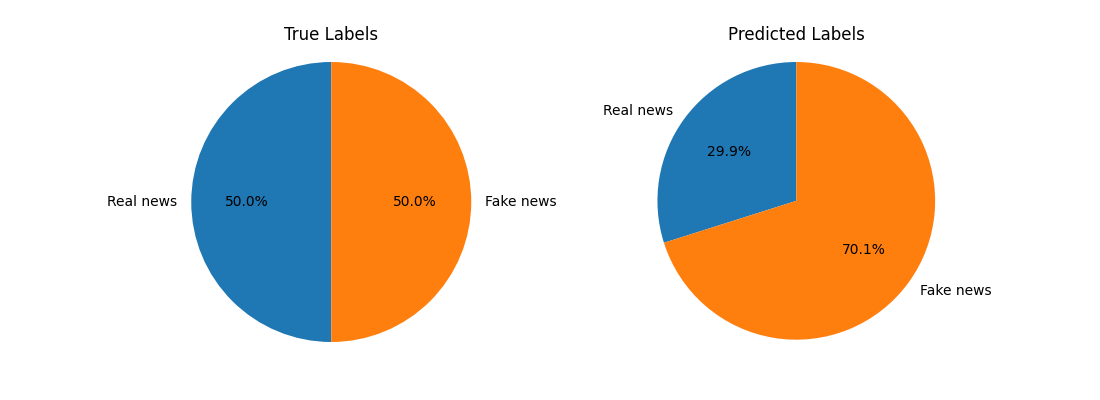 True Labels
Real news
50.0%
50.0%
Fake news
Predicted Labels
Real news
29.9%
70.1%
Fake news